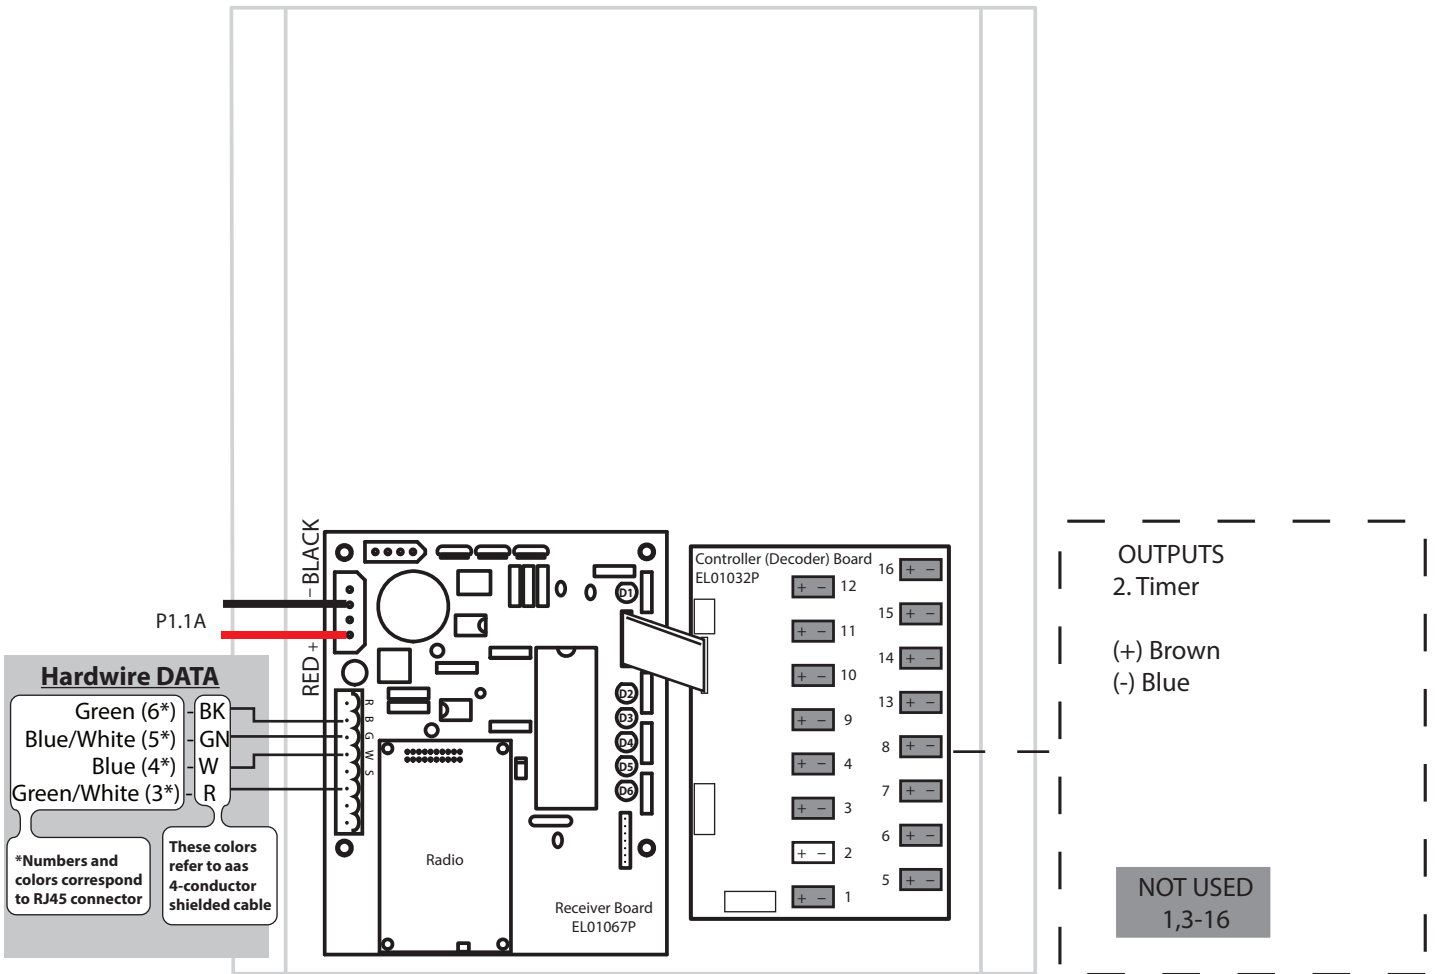 − BLACK
RED +
P1.1A
Hardwire DATA
Green (6*) - BK
Blue/White (5*) - GN
Blue (4*) - W
Green/White (3*) - R
*Numbers and
colors correspond
to RJ45 connector
These colors
refer to aas
4-conductor
shielded cable
R
B
G
W
S
D1
D2
D3
D4
D5
D6
Radio
Receiver Board
EL01067P
Controller (Decoder) Board
EL01032P
+ − 12
+ − 11
+ − 10
+ − 9
+ − 4
+ − 3
+ − 2
+ − 1
16 + −
15 + −
14 + −
13 + −
8 + −
7 + −
6 + −
5 + −
OUTPUTS
2. Timer
(+) Brown
(-) Blue
NOT USED
1,3-16